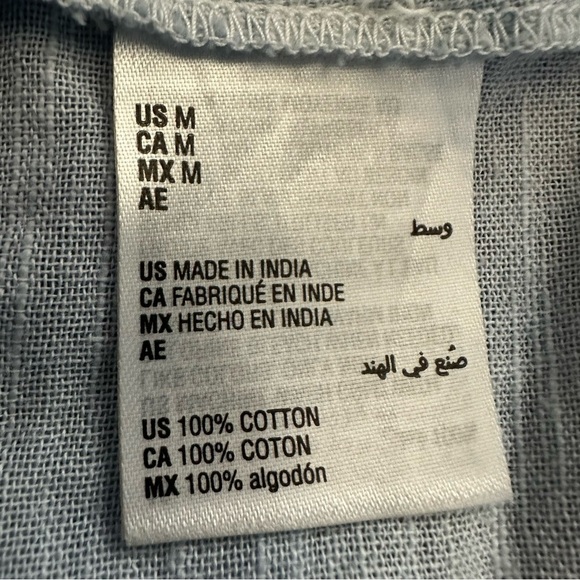 US M
CA M
MX M
AE
وسط
US MADE IN INDIA
CA FABRIQUÉ EN INDE
MX HECHO EN INDIA
AE
صُنع في الهند
US 100% COTTON
CA 100% COTON
MX 100% algodón